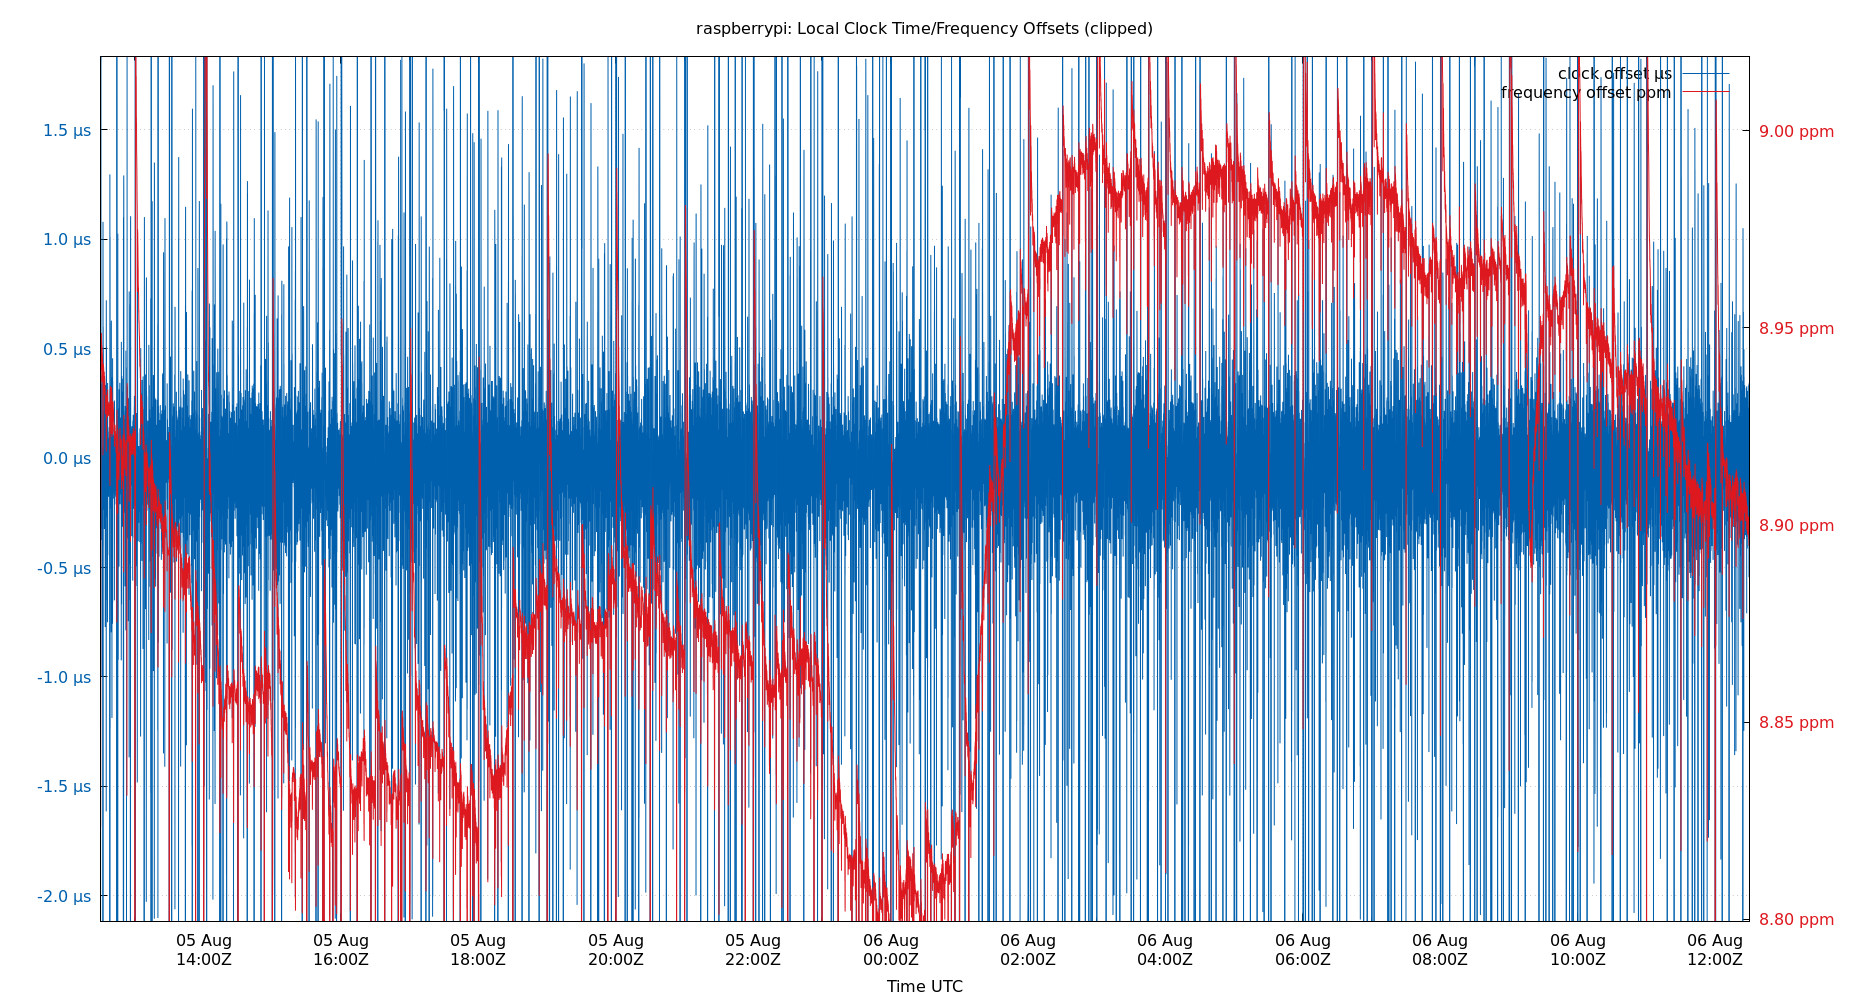 raspberrypi: Local Clock Time/Frequency Offsets (clipped)
clock offset µs
frequency offset ppm
1.5 µs
1.0 µs
0.5 µs
0.0 µs
-0.5 µs
-1.0 µs
-1.5 µs
-2.0 µs
9.00 ppm
8.95 ppm
8.90 ppm
8.85 ppm
8.80 ppm
05 Aug
14:00Z
05 Aug
16:00Z
05 Aug
18:00Z
05 Aug
20:00Z
05 Aug
22:00Z
06 Aug
00:00Z
06 Aug
02:00Z
06 Aug
04:00Z
06 Aug
06:00Z
06 Aug
08:00Z
06 Aug
10:00Z
06 Aug
12:00Z
Time UTC